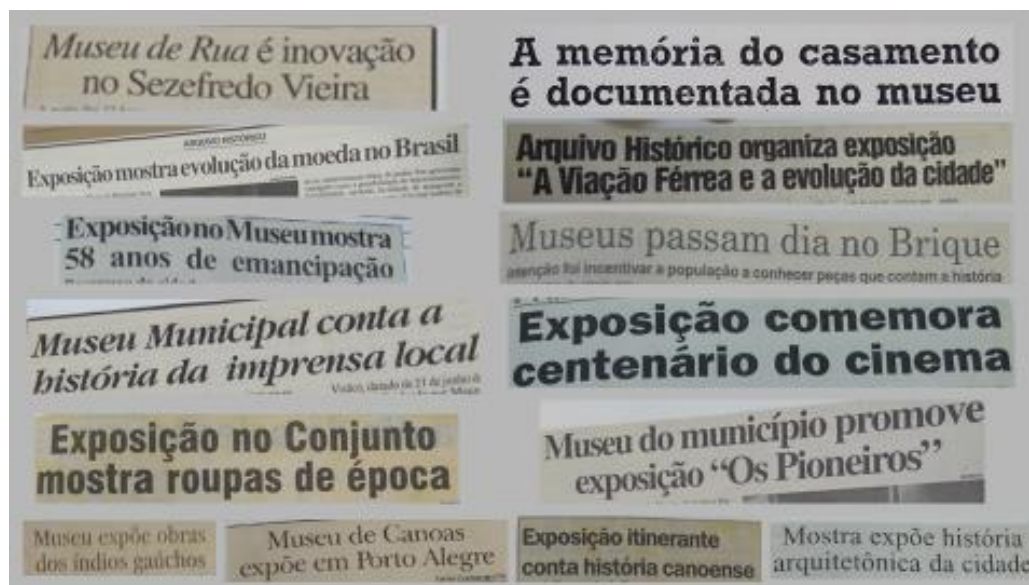 Museu de Rua é inovação
no Sezefredo Vieira
A memória do casamento
é documentada no museu
ARQUIVO HISTÓRICO
Exposição mostra evolução da moeda no Brasil
Arquivo Histórico organiza exposição
“A Viação Férrea e a evolução da cidade”
Exposição no Museu mostra
58 anos de emancipação
Museus passam dia no Brique
atenção foi incentivar a população a conhecer peças que contam a história
Museu Municipal conta a
história da imprensa local
Exposição comemora
centenário do cinema
Exposição no Conjunto
mostra roupas de época
Museu do município promove
exposição “Os Pioneiros”
Museu expõe obras
dos índios gaúchos
Museu de Canoas
expõe em Porto Alegre
Exposição itinerante
conta história canoense
Mostra expõe história
arquitetônica da cidade